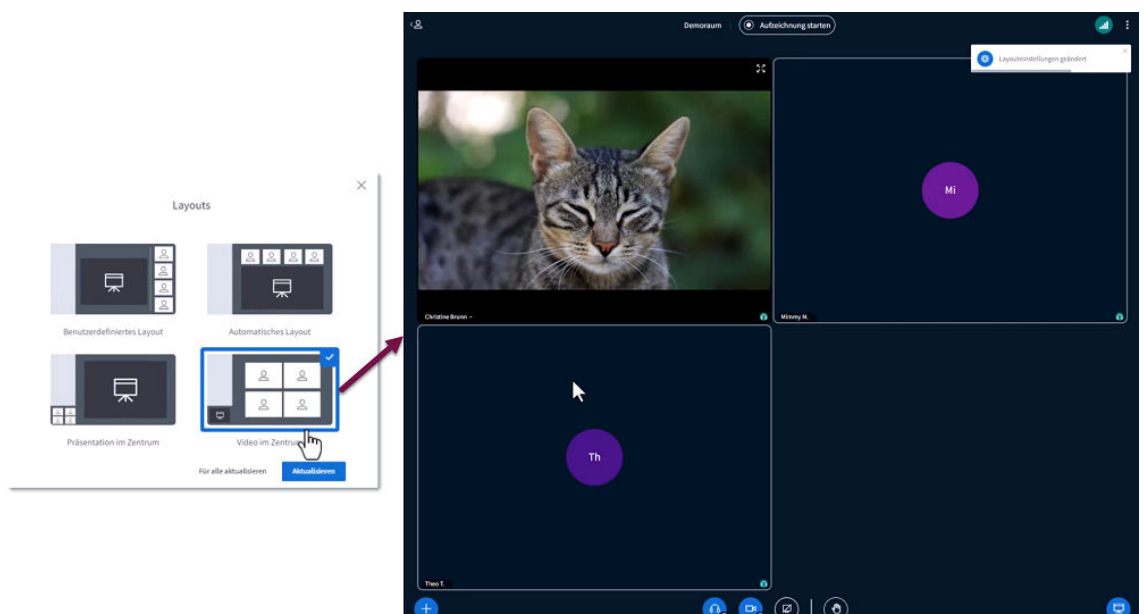 Demoraum
Aufzeichnung starten
Layouteinstellungen geändert
Layouts
Benutzerdefiniertes Layout
Automatisches Layout
Präsentation im Zentrum
Video im Zentrum
Für alle aktualisieren
Aktualisieren
Mi
Christine Brunn
Mimmy M.
Th
Theo T.